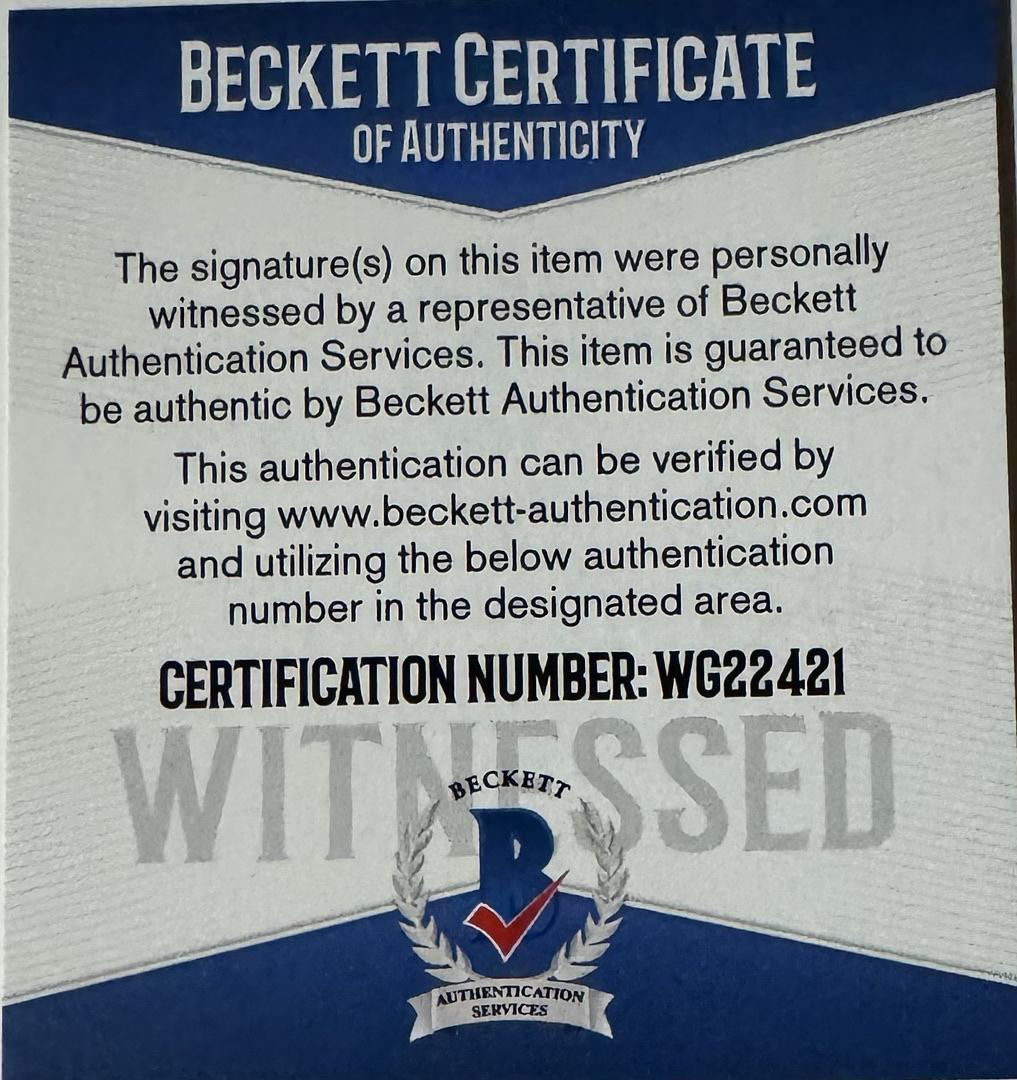 BECKETT CERTIFICATE
OF AUTHENTICITY
The signature(s) on this item were personally
witnessed by a representative of Beckett
Authentication Services. This item is guaranteed to
be authentic by Beckett Authentication Services.
This authentication can be verified by
visiting www.beckett-authentication.com
and utilizing the below authentication
number in the designated area.
CERTIFICATION NUMBER: WG22421
WITNESSED
BECKETT
B
AUTHENTICATION
SERVICES